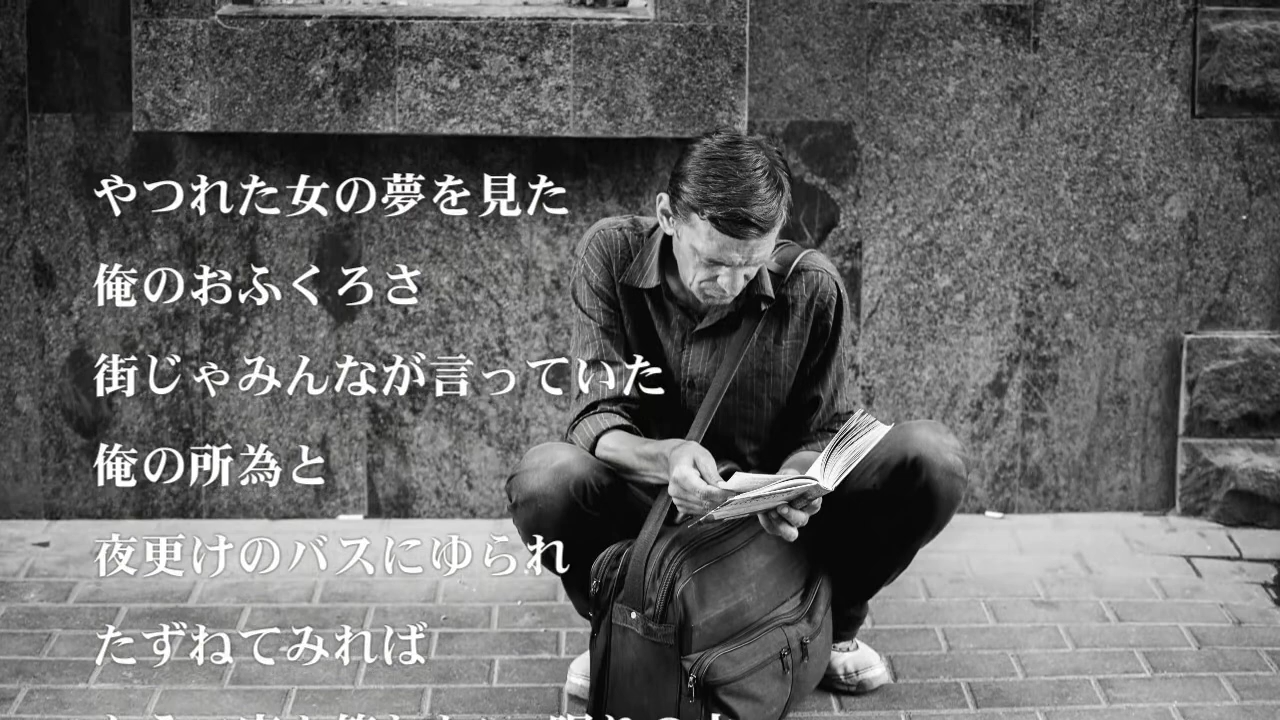 やつれた女の夢を見た
俺のおふくろさ
街じゃみんなが言っていた
俺の所為と
夜更けのバスにゆられ
たずねてみれば